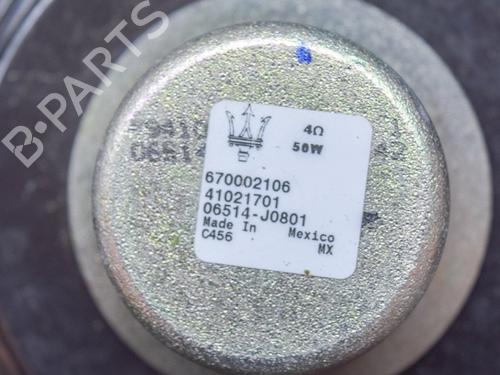 4Ω
50W
670002106
41021701
06514-J0801
Made In Mexico
C456 MX
B-PARTS